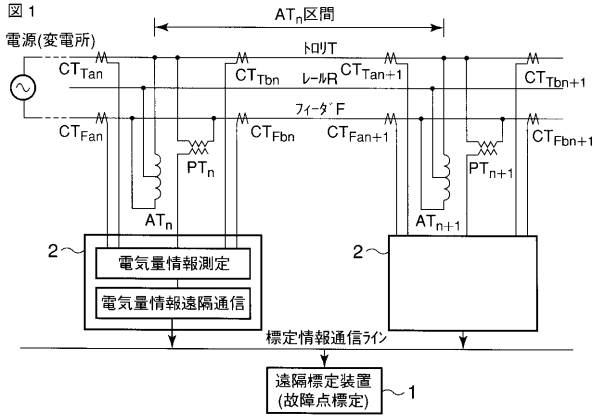 図1
ATn区間
電源(変電所)
トロリT
CTTan
CTTbn
CTTan+1
CTTbn+1
レールR
フィーダF
CTFan
CTFbn
CTFan+1
CTFbn+1
PTn
PTn+1
ATn
ATn+1
2
2
電気量情報測定
電気量情報遠隔通信
標定情報通信ライン
遠隔標定装置
(故障点標定)
1